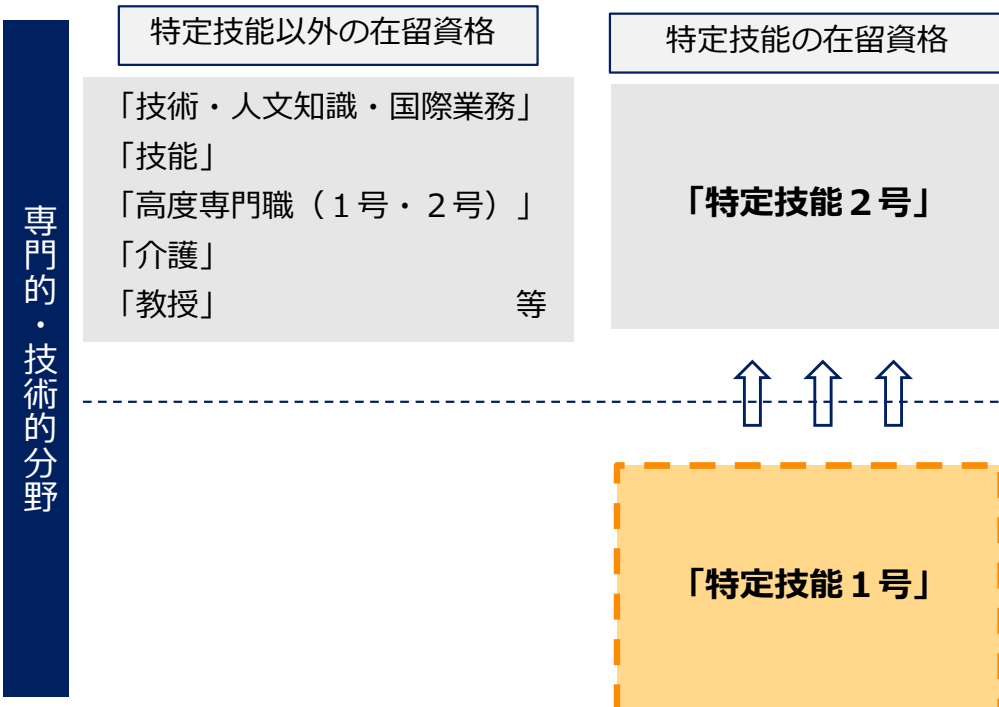 特定技能以外の在留資格
特定技能の在留資格
専門的・技術的分野
「技術・人文知識・国際業務」
「技能」
「高度専門職（１号・２号）」
「介護」
「教授」 等
「特定技能２号」
「特定技能１号」